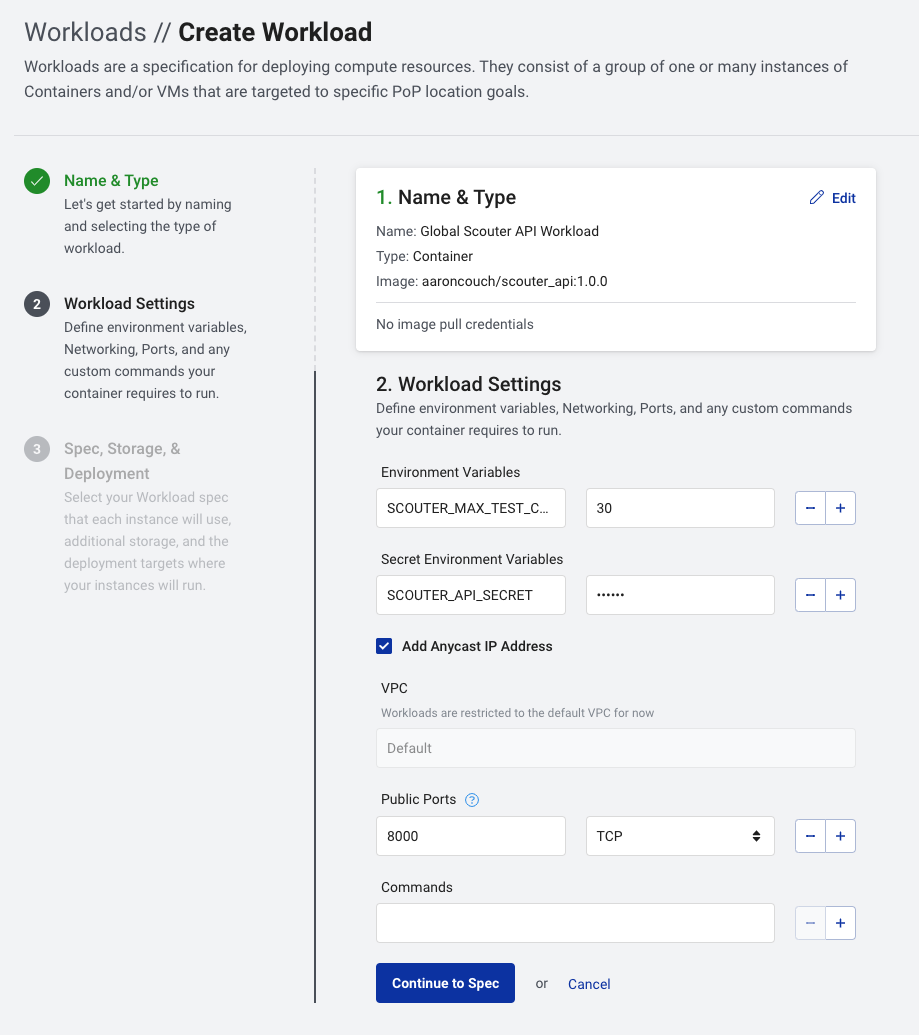 Workloads // Create Workload
Workloads are a specification for deploying compute resources. They consist of a group of one or many instances of
Containers and/or VMs that are targeted to specific PoP location goals.
Name & Type
Let's get started by naming
and selecting the type of
workload.
2 Workload Settings
Define environment variables,
Networking, Ports, and any
custom commands your
container requires to run.
3 Spec, Storage, &
Deployment
Select your Workload spec
that each instance will use,
additional storage, and the
deployment targets where
your instances will run.
1. Name & Type Edit
Name: Global Scouter API Workload
Type: Container
Image: aaroncouch/scouter_api:1.0.0
No image pull credentials
2. Workload Settings
Define environment variables, Networking, Ports, and any custom commands
your container requires to run.
Environment Variables
SCOUTER_MAX_TEST_C... 30 − +
Secret Environment Variables
SCOUTER_API_SECRET •••••• − +
Add Anycast IP Address
VPC
Workloads are restricted to the default VPC for now
Default
Public Ports ?
8000 TCP − +
Commands
− +
Continue to Spec or Cancel